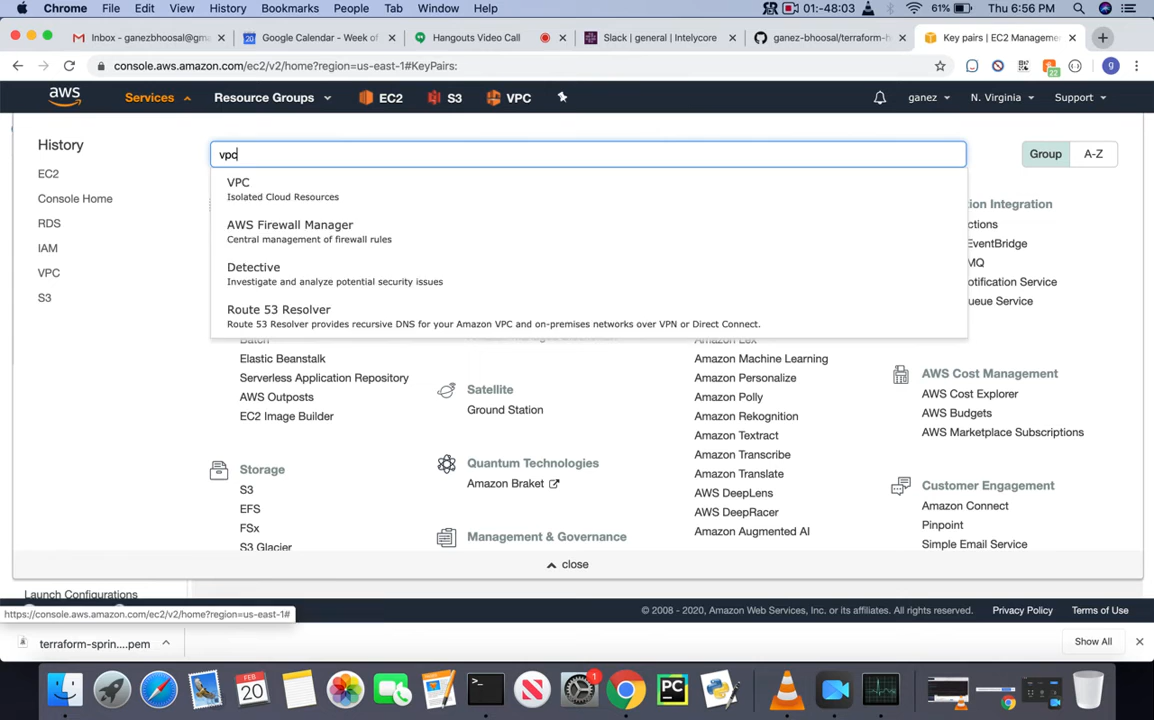 Chrome File Edit View History Bookmarks People Tab Window Help 01:-48:03 61% Thu 6:56 PM
Inbox - ganezbhoosal@gma Google Calendar - Week of Hangouts Video Call Slack | general | Intelycore ganez-bhoosal/terraform-h Key pairs | EC2 Manageme
console.aws.amazon.com/ec2/v2/home?region=us-east-1#KeyPairs: 22 g
aws Services Resource Groups EC2 S3 VPC ganez N. Virginia Support
History
EC2
Console Home
RDS
IAM
VPC
S3
vpc
Group A-Z
VPC
Isolated Cloud Resources
AWS Firewall Manager
Central management of firewall rules
Detective
Investigate and analyze potential security issues
Route 53 Resolver
Route 53 Resolver provides recursive DNS for your Amazon VPC and on-premises networks over VPN or Direct Connect.
Batch
Elastic Beanstalk
Serverless Application Repository
AWS Outposts
EC2 Image Builder
Storage
S3
EFS
FSx
S3 Glacier
Satellite
Ground Station
Quantum Technologies
Amazon Braket
Management & Governance
Amazon Lex
Amazon Machine Learning
Amazon Personalize
Amazon Polly
Amazon Rekognition
Amazon Textract
Amazon Transcribe
Amazon Translate
AWS DeepLens
AWS DeepRacer
Amazon Augmented AI
ion Integration
ctions
EventBridge
MQ
otification Service
ueue Service
AWS Cost Management
AWS Cost Explorer
AWS Budgets
AWS Marketplace Subscriptions
Customer Engagement
Amazon Connect
Pinpoint
Simple Email Service
close
Launch Configurations
https://console.aws.amazon.com/ec2/v2/home?region=us-east-1#
© 2008 - 2020, Amazon Web Services, Inc. or its affiliates. All rights reserved. Privacy Policy Terms of Use
terraform-sprin....pem Show All
FEB
20
1
PC